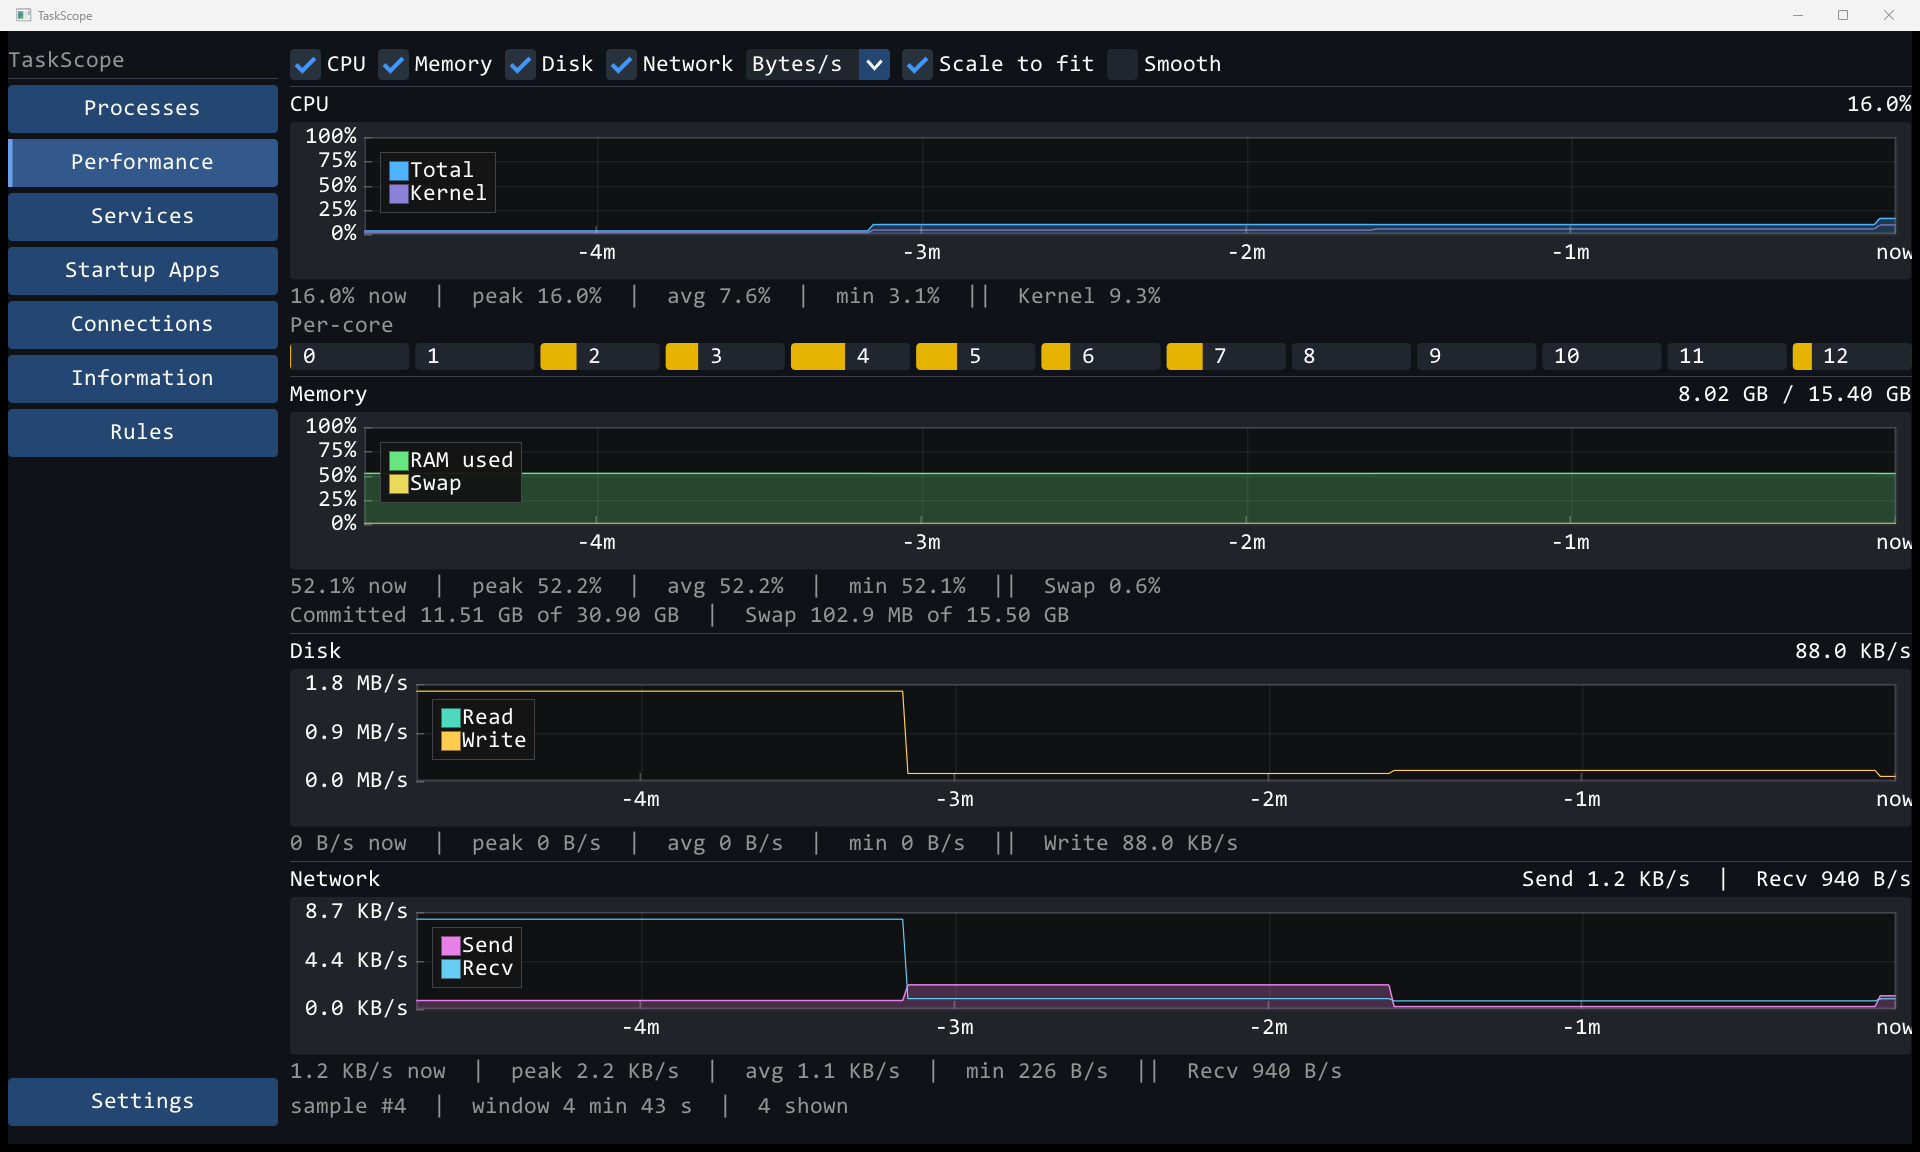 TaskScope
TaskScope
Processes
Performance
Services
Startup Apps
Connections
Information
Rules
Settings
CPU Memory Disk Network Bytes/s Scale to fit Smooth
CPU 16.0%
100%
75%
50%
25%
0%
Total
Kernel
-4m -3m -2m -1m now
16.0% now | peak 16.0% | avg 7.6% | min 3.1% || Kernel 9.3%
Per-core
0 1 2 3 4 5 6 7 8 9 10 11 12
Memory 8.02 GB / 15.40 GB
100%
75%
50%
25%
0%
RAM used
Swap
-4m -3m -2m -1m now
52.1% now | peak 52.2% | avg 52.2% | min 52.1% || Swap 0.6%
Committed 11.51 GB of 30.90 GB | Swap 102.9 MB of 15.50 GB
Disk 88.0 KB/s
1.8 MB/s
0.9 MB/s
0.0 MB/s
Read
Write
-4m -3m -2m -1m now
0 B/s now | peak 0 B/s | avg 0 B/s | min 0 B/s || Write 88.0 KB/s
Network Send 1.2 KB/s | Recv 940 B/s
8.7 KB/s
4.4 KB/s
0.0 KB/s
Send
Recv
-4m -3m -2m -1m now
1.2 KB/s now | peak 2.2 KB/s | avg 1.1 KB/s | min 226 B/s || Recv 940 B/s
sample #4 | window 4 min 43 s | 4 shown